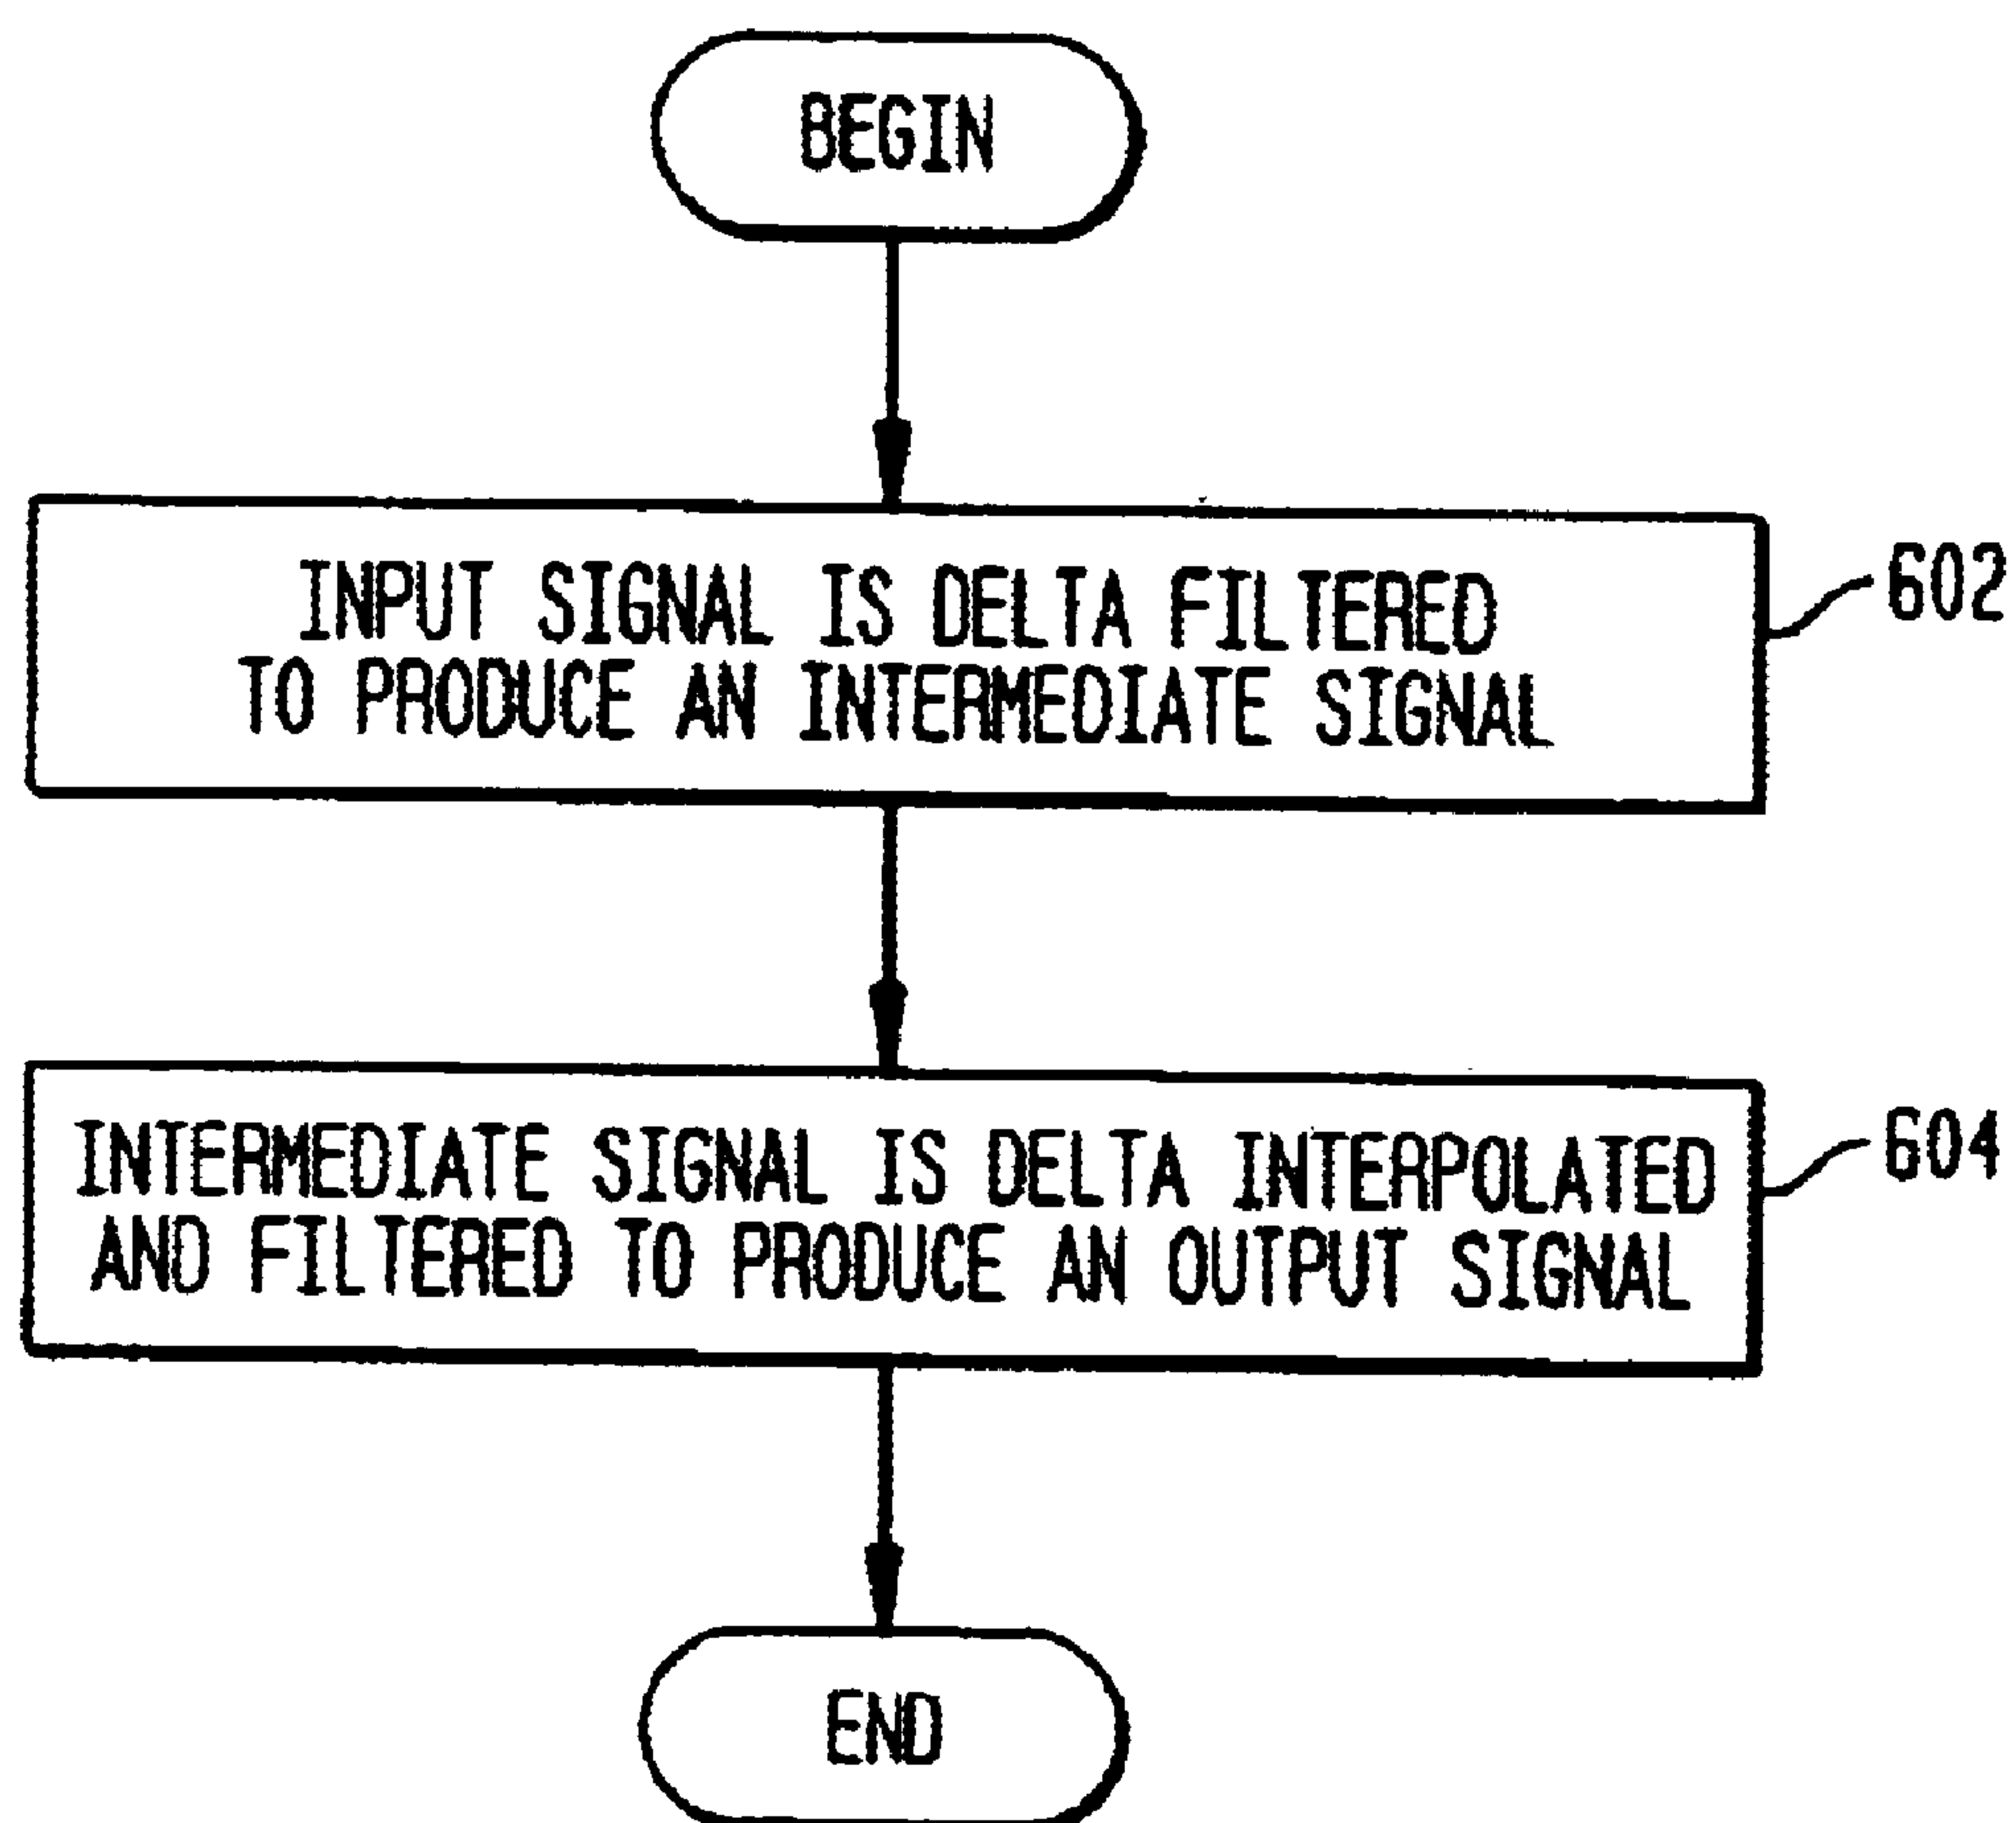 BEGIN
INPUT SIGNAL IS DELTA FILTERED
TO PRODUCE AN INTERMEDIATE SIGNAL
602
INTERMEDIATE SIGNAL IS DELTA INTERPOLATED
AND FILTERED TO PRODUCE AN OUTPUT SIGNAL
604
END